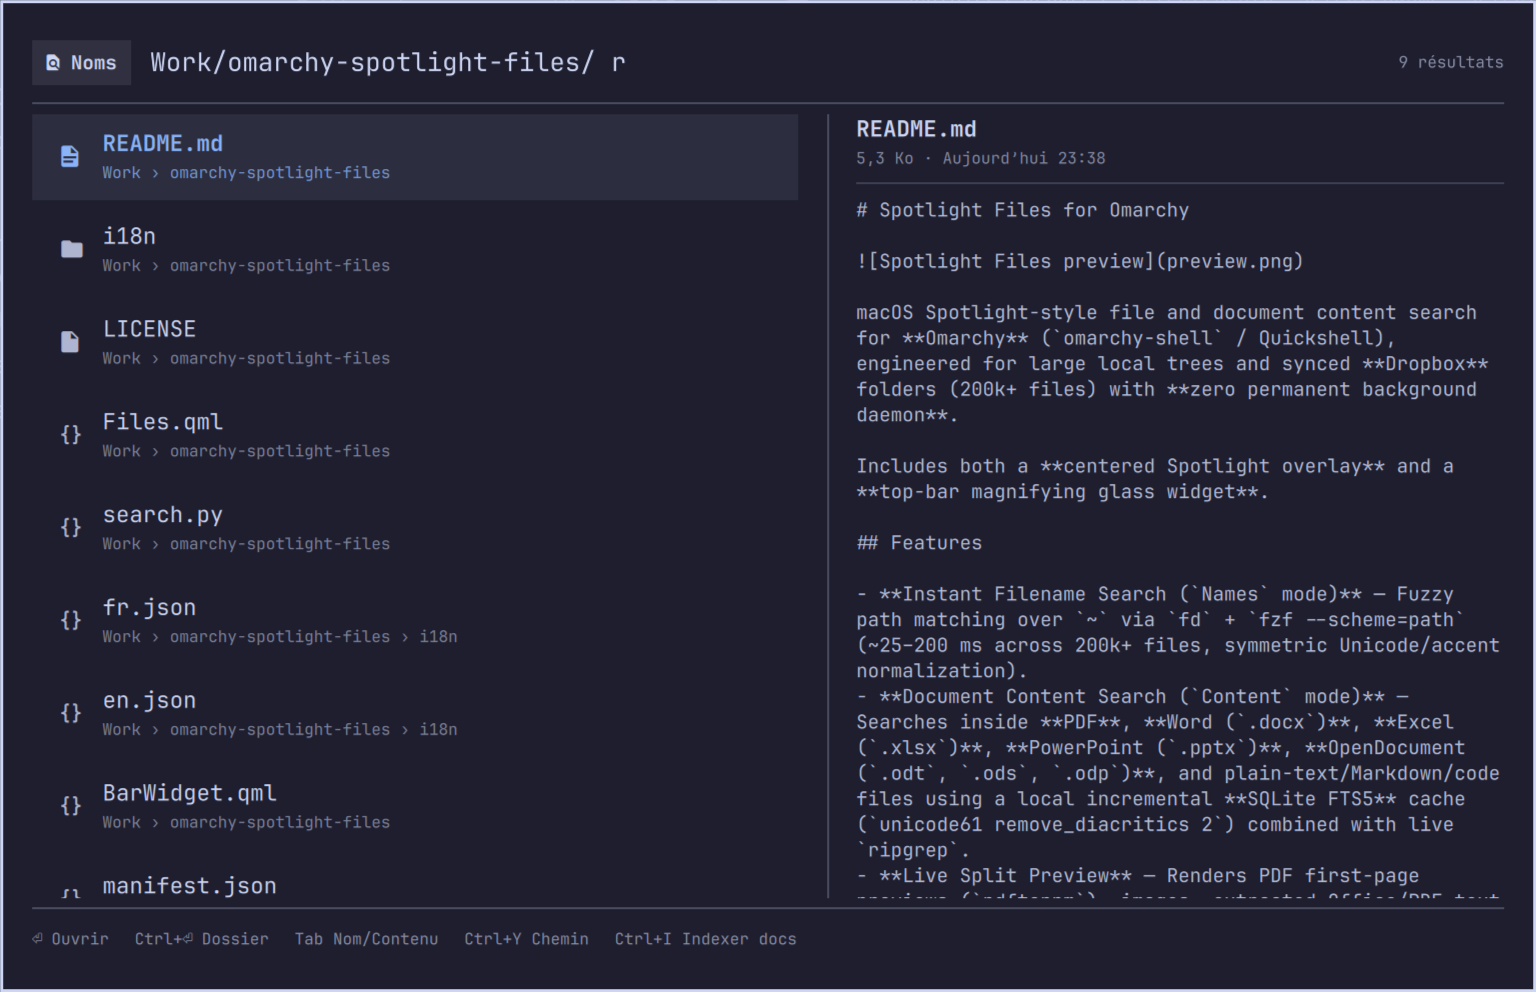 Noms
Work/omarchy-spotlight-files/ r
9 résultats
README.md
Work › omarchy-spotlight-files
i18n
Work › omarchy-spotlight-files
LICENSE
Work › omarchy-spotlight-files
{} Files.qml
Work › omarchy-spotlight-files
{} search.py
Work › omarchy-spotlight-files
{} fr.json
Work › omarchy-spotlight-files › i18n
{} en.json
Work › omarchy-spotlight-files › i18n
{} BarWidget.qml
Work › omarchy-spotlight-files
manifest.json
README.md
5,3 Ko · Aujourd’hui 23:38
# Spotlight Files for Omarchy
![Spotlight Files preview](preview.png)
macOS Spotlight-style file and document content search
for **Omarchy** (`omarchy-shell` / Quickshell),
engineered for large local trees and synced **Dropbox**
folders (200k+ files) with **zero permanent background
daemon**.
Includes both a **centered Spotlight overlay** and a
**top-bar magnifying glass widget**.
## Features
- **Instant Filename Search (`Names` mode)** — Fuzzy
path matching over `~` via `fd` + `fzf --scheme=path`
(~25–200 ms across 200k+ files, symmetric Unicode/accent
normalization).
- **Document Content Search (`Content` mode)** —
Searches inside **PDF**, **Word (`.docx`)**, **Excel
(`.xlsx`)**, **PowerPoint (`.pptx`)**, **OpenDocument
(`.odt`, `.ods`, `.odp`)**, and plain-text/Markdown/code
files using a local incremental **SQLite FTS5** cache
(`unicode61 remove_diacritics 2`) combined with live
`ripgrep`.
- **Live Split Preview** — Renders PDF first-page
⏎ Ouvrir
Ctrl+⏎ Dossier
Tab Nom/Contenu
Ctrl+Y Chemin
Ctrl+I Indexer docs